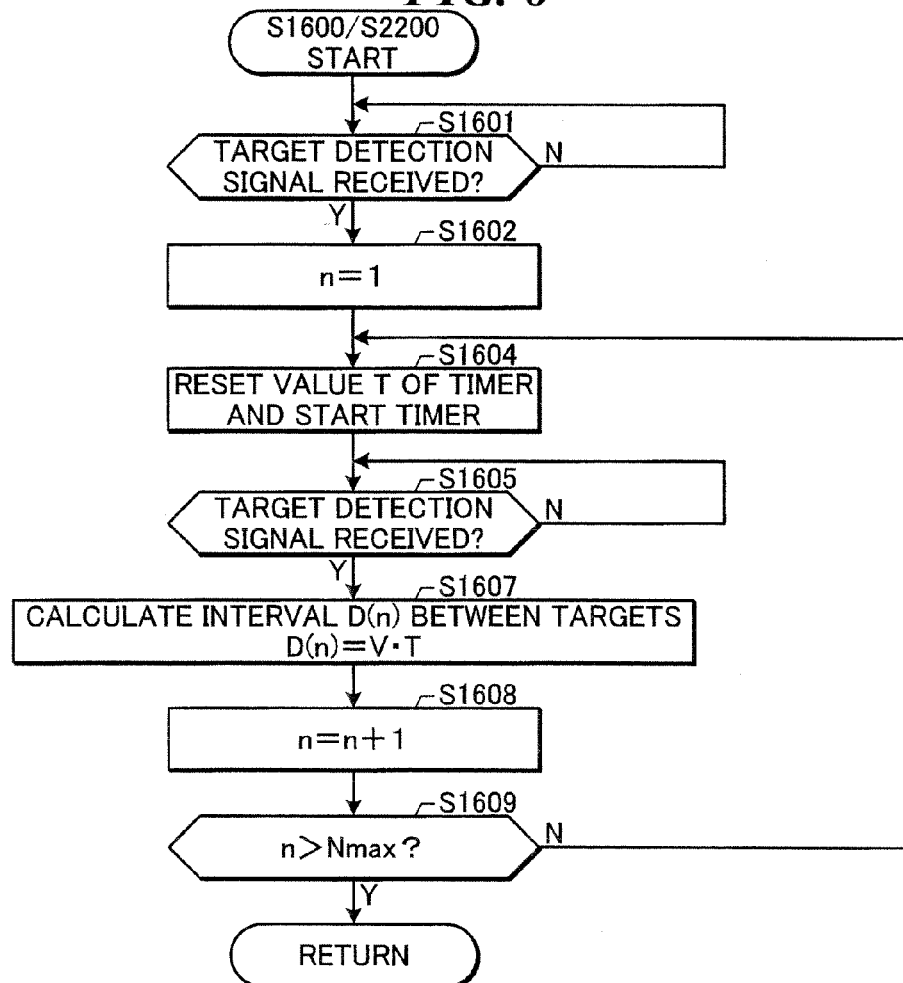 S1600/S2200
START
S1601
TARGET DETECTION
SIGNAL RECEIVED?
N
Y
S1602
n=1
S1604
RESET VALUE T OF TIMER
AND START TIMER
S1605
TARGET DETECTION
SIGNAL RECEIVED?
N
Y
S1607
CALCULATE INTERVAL D(n) BETWEEN TARGETS
D(n)=V·T
S1608
n=n+1
S1609
n>Nmax?
N
Y
RETURN